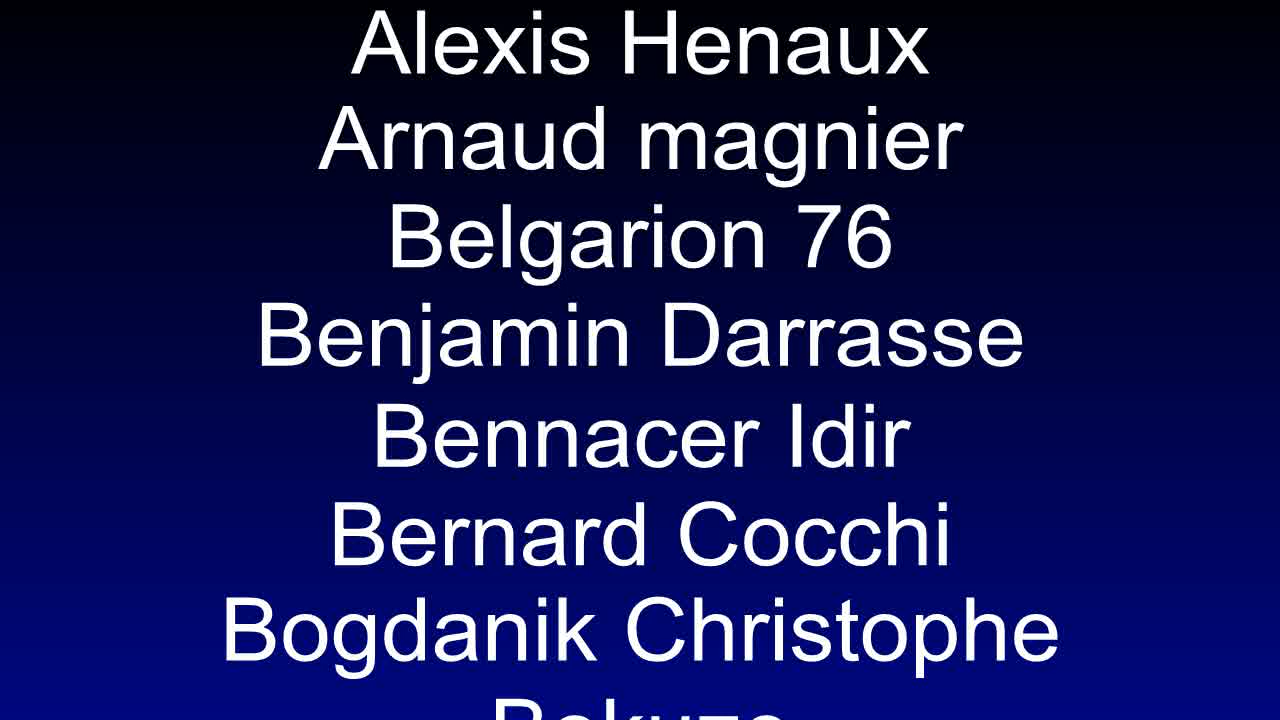 Alexis Henaux
Arnaud magnier
Belgarion 76
Benjamin Darrasse
Bennacer Idir
Bernard Cocchi
Bogdanik Christophe